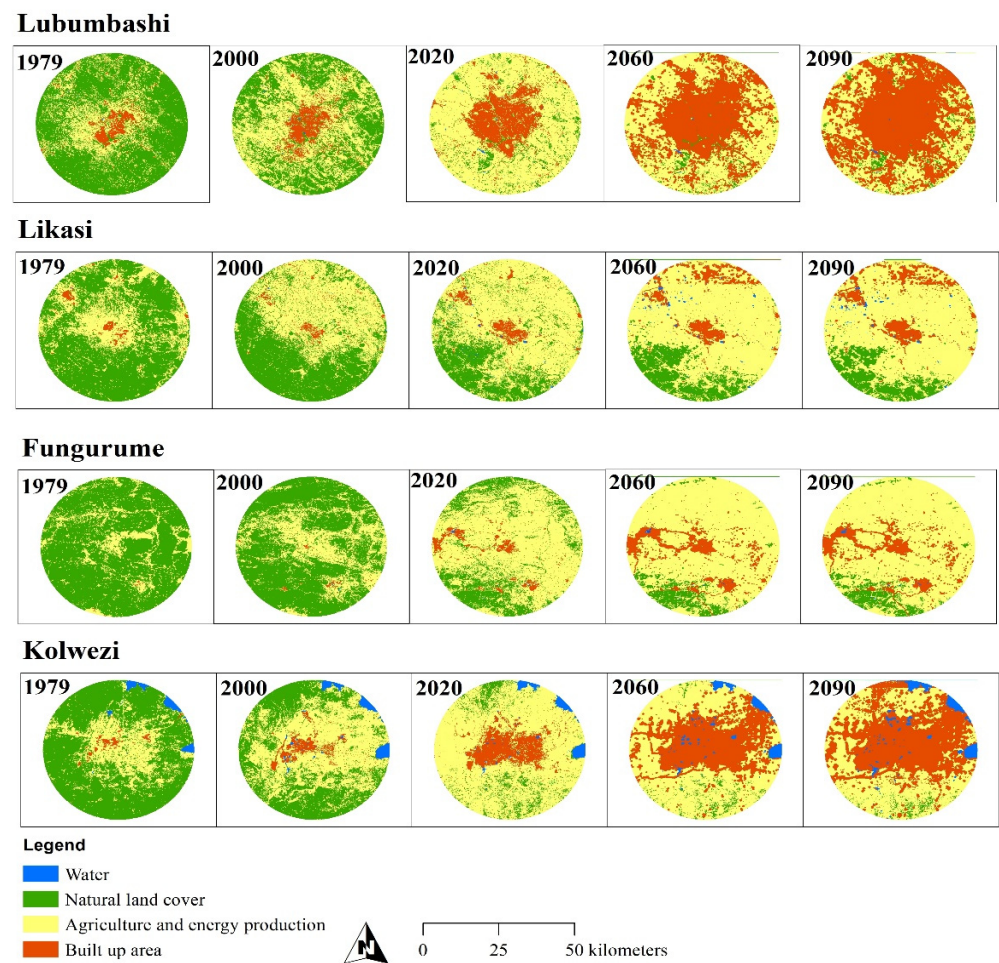 Lubumbashi
1979 2000 2020 2060 2090
Likasi
1979 2000 2020 2060 2090
Fungurume
1979 2000 2020 2060 2090
Kolwezi
1979 2000 2020 2060 2090
Legend
Water
Natural land cover
Agriculture and energy production
Built up area
N
0 25 50 kilometers